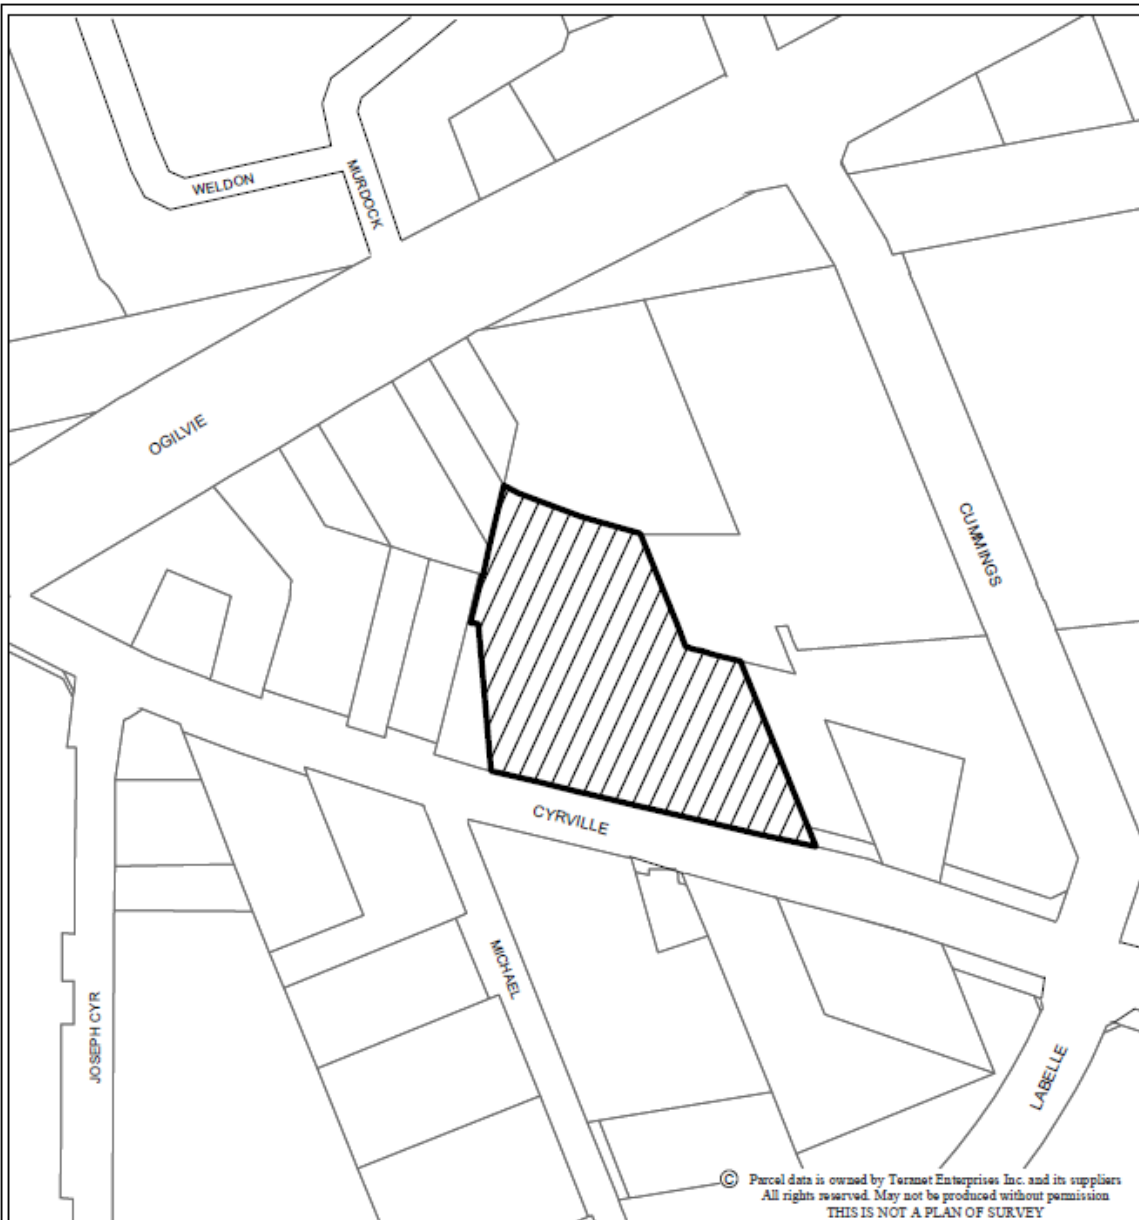 WELDON
MURDOCK
OGILVIE
CUMMINGS
CYRVILLE
MICHAEL
JOSEPH CYR
LABELLE
© Parcel data is owned by Teranet Enterprises Inc. and its suppliers
All rights reserved. May not be produced without permission
THIS IS NOT A PLAN OF SURVEY